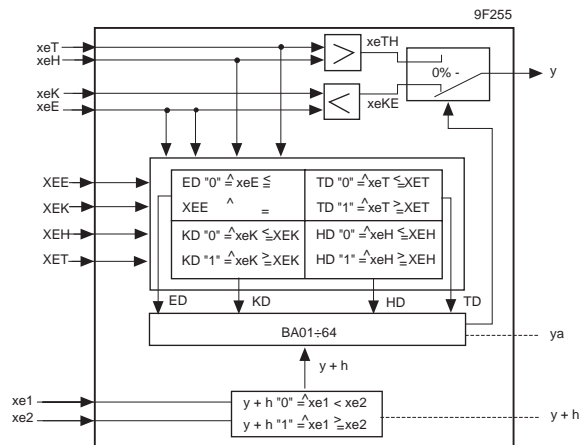 9F255
xeT
xeH
xeTH
>
0% -
y
xeK
xeE
<
xeKE
XEE
XEK
XEH
XET
ED "0" ≙ xeE ≤
XEE ^ =
TD "0" ≙ xeT ≤ XET
TD "1" ≙ xeT ≥ XET
KD "0" ≙ xeK ≤ XEK
KD "1" ≙ xeK ≥ XEK
HD "0" ≙ xeH ≤ XEH
HD "1" ≙ xeH ≥ XEH
ED
KD
HD
TD
BA01÷64
ya
y + h
xe1
xe2
y + h "0" ≙ xe1 < xe2
y + h "1" ≙ xe1 ≥ xe2
y + h